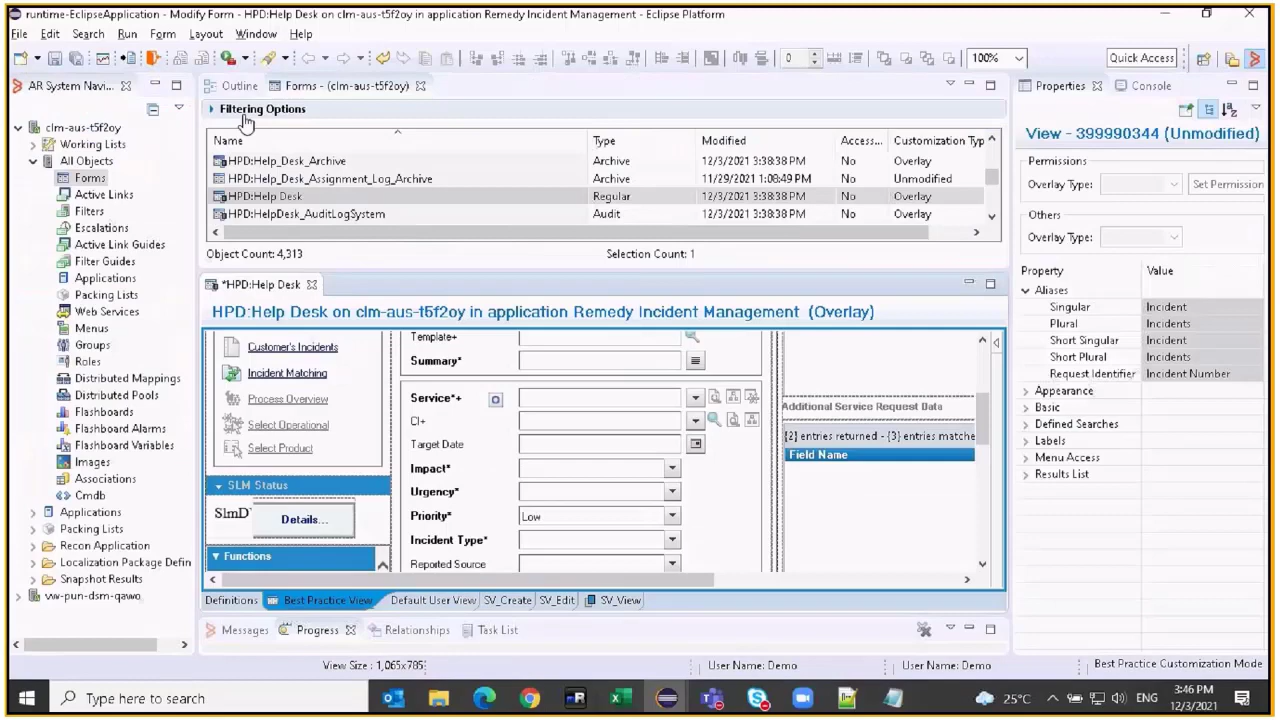 runtime-EclipseApplication - Modify Form - HPD:Help Desk on clm-aus-t5f2oy in application Remedy Incident Management - Eclipse Platform
File Edit Search Run Form Layout Window Help
0 100% Quick Access
AR System Navi...
clm-aus-t5f2oy
Working Lists
All Objects
Forms
Active Links
Filters
Escalations
Active Link Guides
Filter Guides
Applications
Packing Lists
Web Services
Menus
Groups
Roles
Distributed Mappings
Distributed Pools
Flashboards
Flashboard Alarms
Flashboard Variables
Images
Associations
Cmdb
Applications
Packing Lists
Recon Application
Localization Package Defin
Snapshot Results
vw-pun-dsm-qaw0
Outline Forms - (clm-aus-t5f2oy)
Filtering Options
Name Type Modified Access... Customization Typ
HPD:Help_Desk_Archive Archive 12/3/2021 3:38:38 PM No Overlay
HPD:Help_Desk_Assignment_Log_Archive Archive 11/29/2021 1:08:49 PM No Unmodified
HPD:Help Desk Regular 12/3/2021 3:38:38 PM No Overlay
HPD:HelpDesk_AuditLogSystem Audit 12/3/2021 3:38:38 PM No Overlay
Object Count: 4,313 Selection Count: 1
*HPD:Help Desk
HPD:Help Desk on clm-aus-t5f2oy in application Remedy Incident Management (Overlay)
Customer's Incidents
Incident Matching
Process Overview
Select Operational
Select Product
SLM Status
SlmD Details...
Functions
Template+
Summary*
Service*+
CI+
Target Date
Impact*
Urgency*
Priority* Low
Incident Type*
Reported Source
Additional Service Request Data
{2} entries returned - {3} entries matche
Field Name
Definitions Best Practice View Default User View SV_Create SV_Edit SV_View
Messages Progress Relationships Task List
Properties Console
View - 399990344 (Unmodified)
Permissions
Overlay Type: Set Permission
Others
Overlay Type:
Property Value
Aliases
Singular Incident
Plural Incidents
Short Singular Incident
Short Plural Incidents
Request Identifier Incident Number
Appearance
Basic
Defined Searches
Labels
Menu Access
Results List
View Size : 1,065x785 User Name: Demo User Name: Demo Best Practice Customization Mode
Type here to search 25°C ENG 3:46 PM
12/3/2021